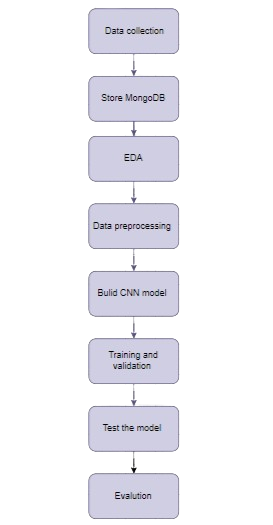 Data collection
Store MongoDB
EDA
Data preprocessing
Bulid CNN model
Training and
validation
Test the model
Evalution